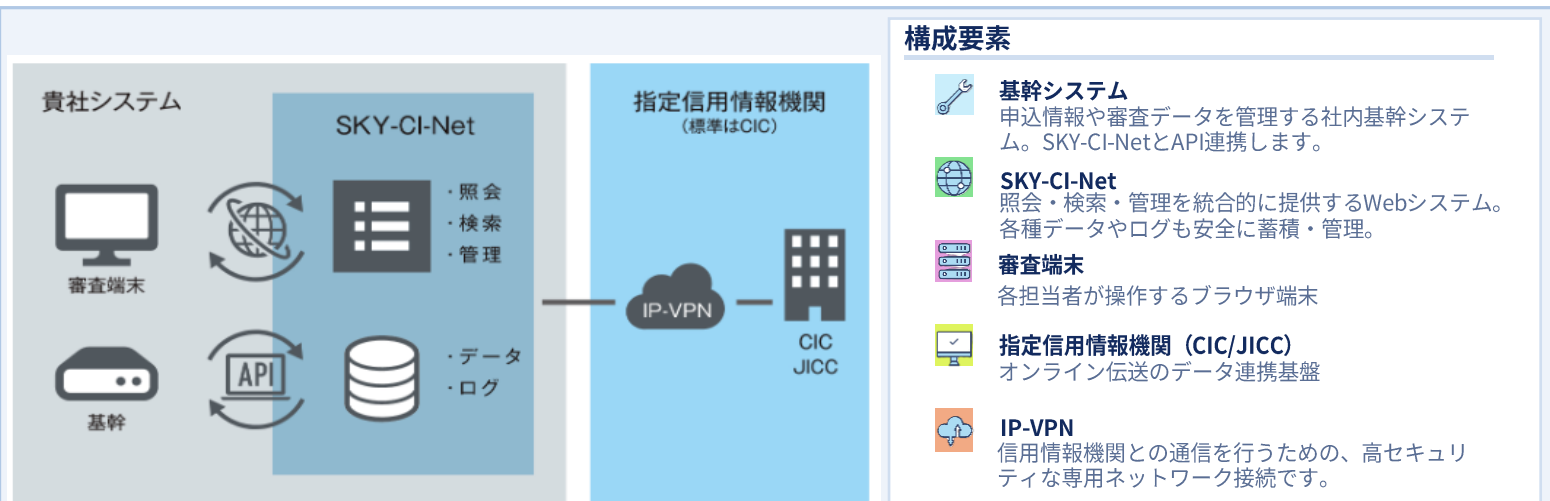 貴社システム
SKY-CI-Net
・照会
・検索
・管理
審査端末
API
・データ
・ログ
基幹
指定信用情報機関
(標準はCIC)
IP-VPN
CIC
JICC
構成要素
基幹システム
申込情報や審査データを管理する社内基幹システ
ム。SKY-CI-NetとAPI連携します。
SKY-CI-Net
照会・検索・管理を統合的に提供するWebシステム。
各種データやログも安全に蓄積・管理。
審査端末
各担当者が操作するブラウザ端末
指定信用情報機関（CIC/JICC）
オンライン伝送のデータ連携基盤
IP-VPN
信用情報機関との通信を行うための、高セキュリ
ティな専用ネットワーク接続です。